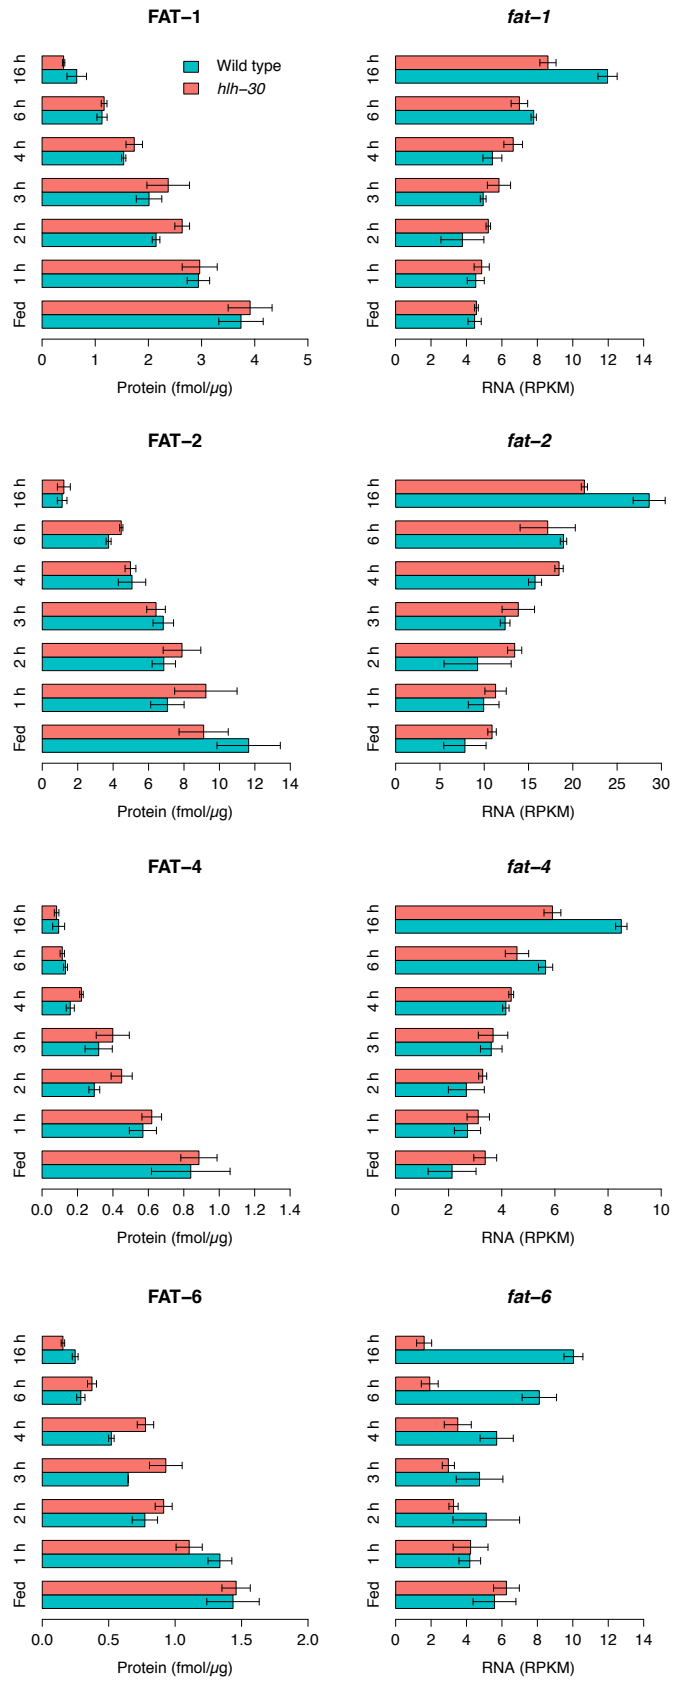 FAT–1
fat–1
Wild type
hlh–30
16 h
6 h
4 h
3 h
2 h
1 h
Fed
0 1 2 3 4 5
Protein (fmol/µg)
16 h
6 h
4 h
3 h
2 h
1 h
Fed
0 2 4 6 8 10 12 14
RNA (RPKM)
FAT–2
fat–2
16 h
6 h
4 h
3 h
2 h
1 h
Fed
0 2 4 6 8 10 12 14
Protein (fmol/µg)
16 h
6 h
4 h
3 h
2 h
1 h
Fed
0 5 10 15 20 25 30
RNA (RPKM)
FAT–4
fat–4
16 h
6 h
4 h
3 h
2 h
1 h
Fed
0.0 0.2 0.4 0.6 0.8 1.0 1.2 1.4
Protein (fmol/µg)
16 h
6 h
4 h
3 h
2 h
1 h
Fed
0 2 4 6 8 10
RNA (RPKM)
FAT–6
fat–6
16 h
6 h
4 h
3 h
2 h
1 h
Fed
0.0 0.5 1.0 1.5 2.0
Protein (fmol/µg)
16 h
6 h
4 h
3 h
2 h
1 h
Fed
0 2 4 6 8 10 12 14
RNA (RPKM)